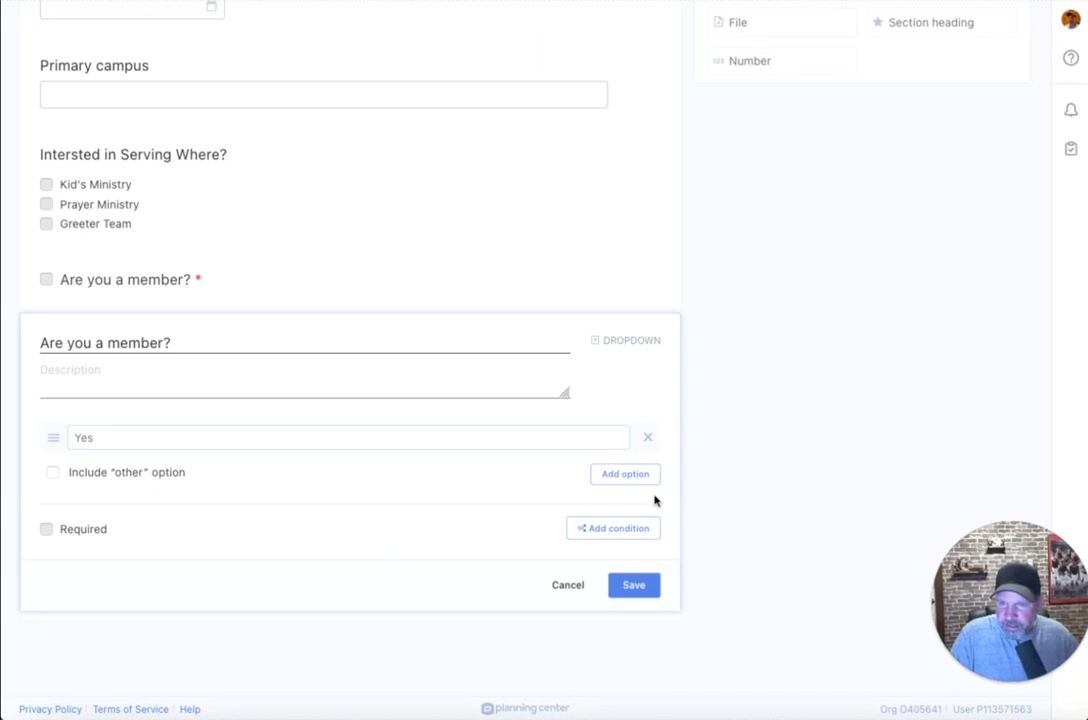 File
Section heading
123 Number
Primary campus
Intersted in Serving Where?
Kid's Ministry
Prayer Ministry
Greeter Team
Are you a member? *
Are you a member?
DROPDOWN
Description
Yes
Include "other" option
Add option
Required
Add condition
Cancel
Save
Privacy Policy
Terms of Service
Help
planning center
Org O405641
User P113571563